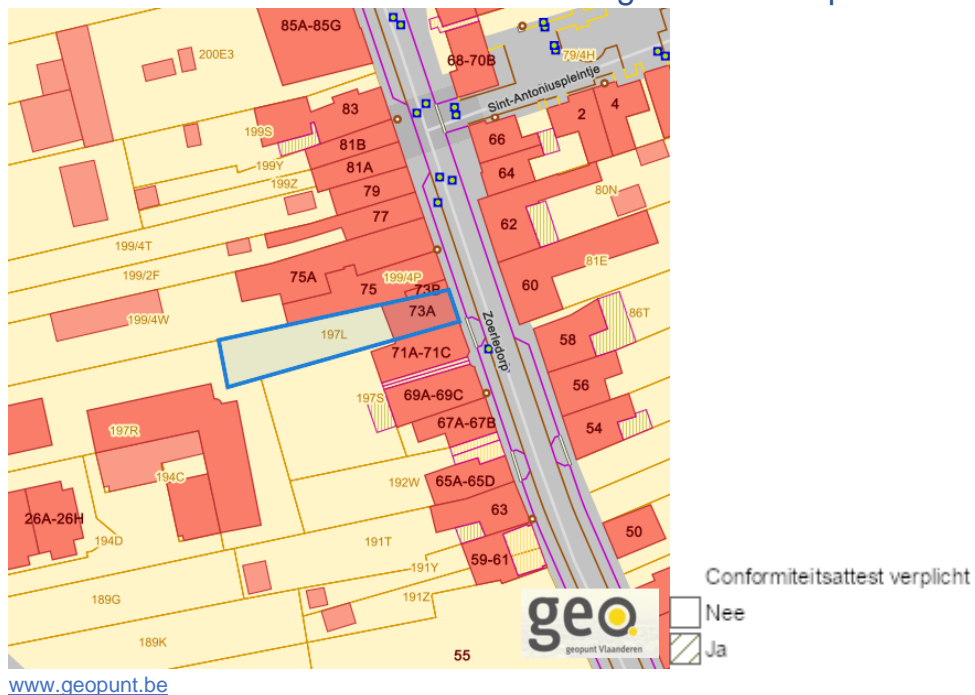 85A-85G
200E3
68-70B
79/4H
Sint-Antoniuspleintje
83
199S
2
4
81B
66
199Y
81A
64
199Z
79
80N
77
62
199/4T
81E
199/2F
75A
75
199/4P
73B
60
73A
86T
199/4W
197L
Zoerledorp
58
71A-71C
56
197S
69A-69C
67A-67B
54
197R
194C
192W
65A-65D
63
26A-26H
50
194D
191T
59-61
191Y
189G
191Z
189K
55
geo.
geopunt Vlaanderen
Conformiteitsattest verplicht
Nee
Ja
www.geopunt.be